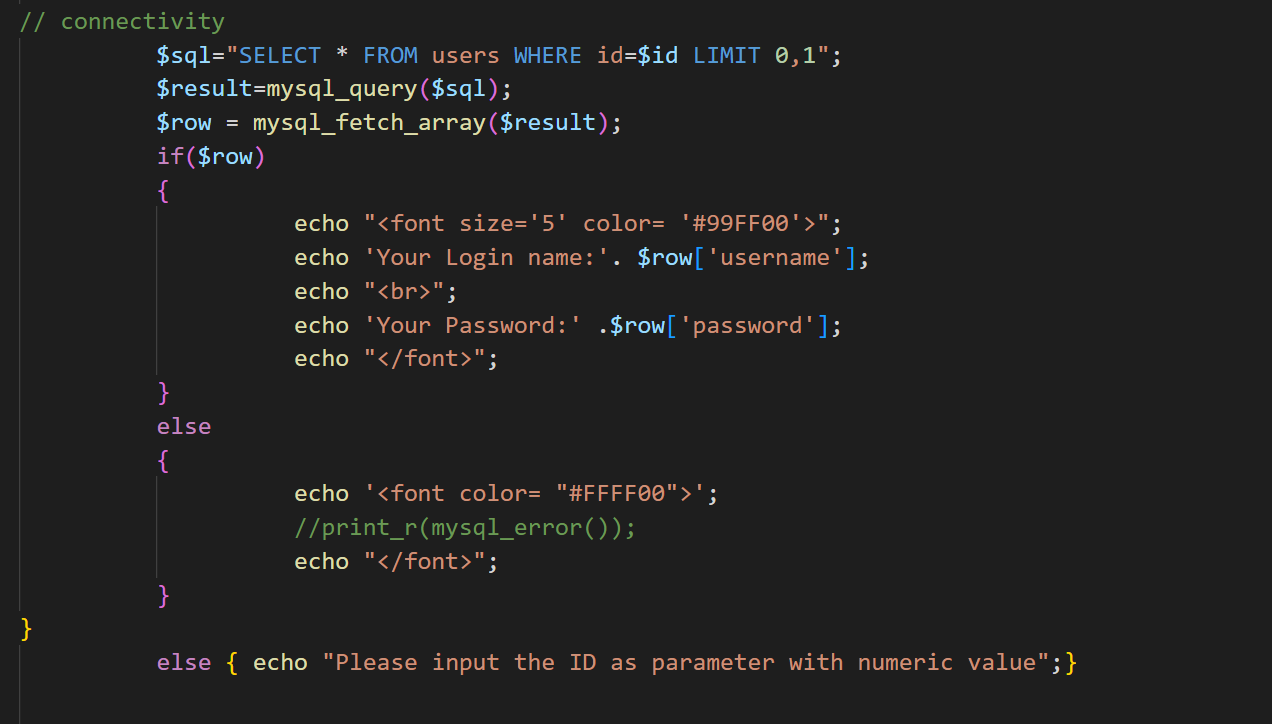 // connectivity
$sql="SELECT * FROM users WHERE id=$id LIMIT 0,1";
$result=mysql_query($sql);
$row = mysql_fetch_array($result);
if($row)
{
echo "<font size='5' color= '#99FF00'>";
echo 'Your Login name:'. $row['username'];
echo "<br>";
echo 'Your Password:' .$row['password'];
echo "</font>";
}
else
{
echo '<font color= "#FFFF00">';
//print_r(mysql_error());
echo "</font>";
}
}
else { echo "Please input the ID as parameter with numeric value";}